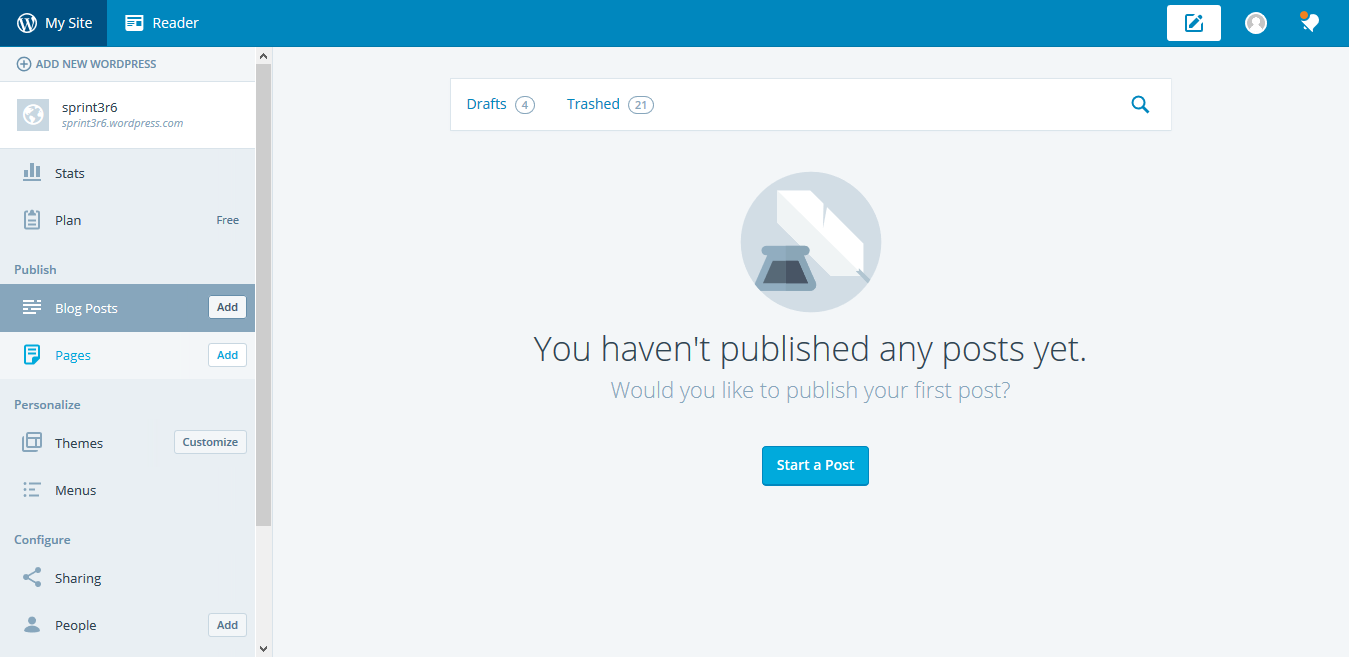 My Site
Reader
ADD NEW WORDPRESS
sprint3r6
sprint3r6.wordpress.com
Stats
Plan Free
Publish
Blog Posts Add
Pages Add
Personalize
Themes Customize
Menus
Configure
Sharing
People Add
Drafts 4 Trashed 21
You haven't published any posts yet.
Would you like to publish your first post?
Start a Post